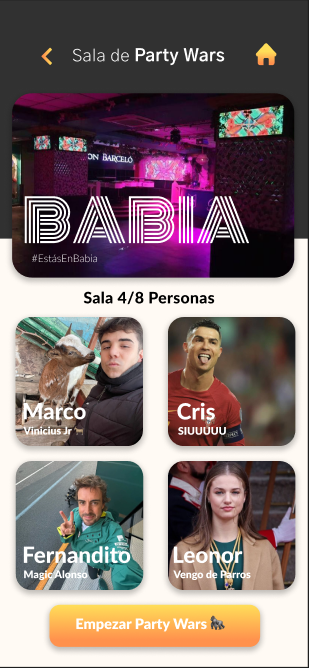 Sala de Party Wars
ON BARCELÓ
BABIA
#EstásEnBabia
Sala 4/8 Personas
Marco
Vinicius Jr 🐐
Cris
SIUUUUU
Fernandito
Magic Alonso
Leonor
Vengo de Parros
Empezar Party Wars 🦍